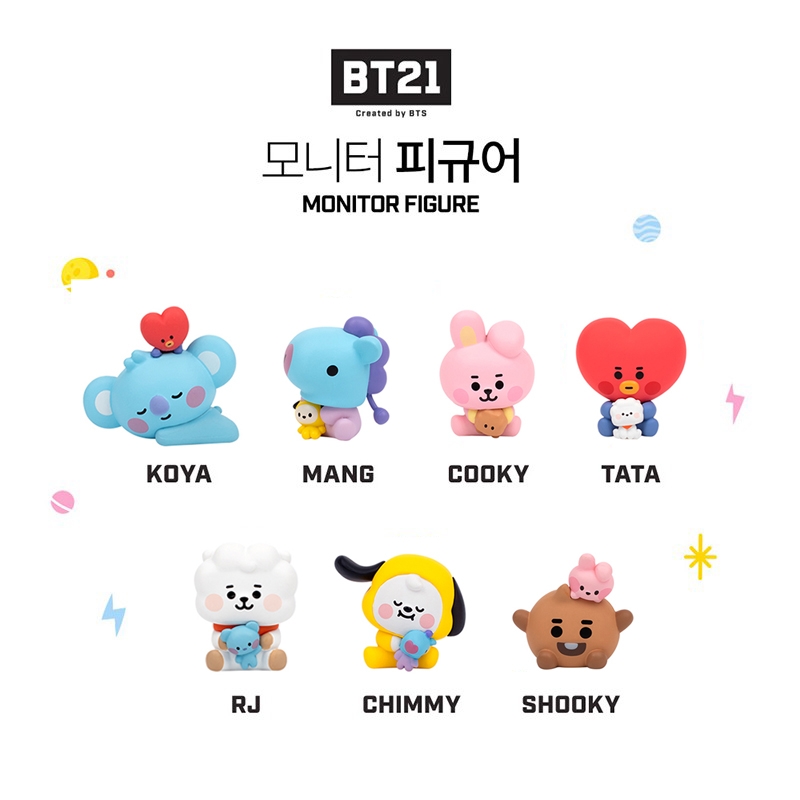 BT21
Created by BTS
모니터 피규어
MONITOR FIGURE
KOYA
MANG
COOKY
TATA
RJ
CHIMMY
SHOOKY